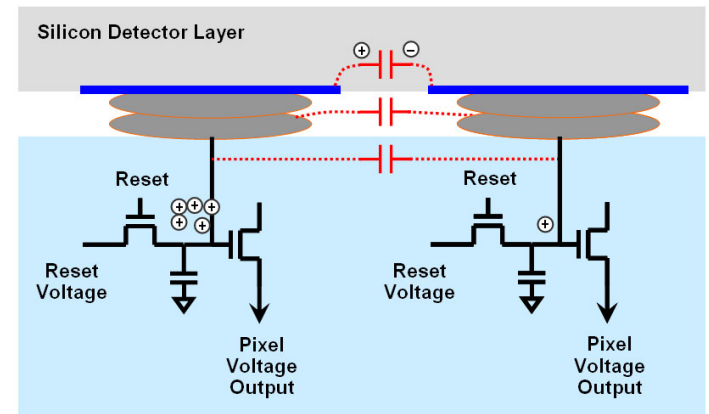 Silicon Detector Layer
+
−
Reset
Reset
+++
++
+
Reset
Voltage
Reset
Voltage
Pixel
Voltage
Output
Pixel
Voltage
Output